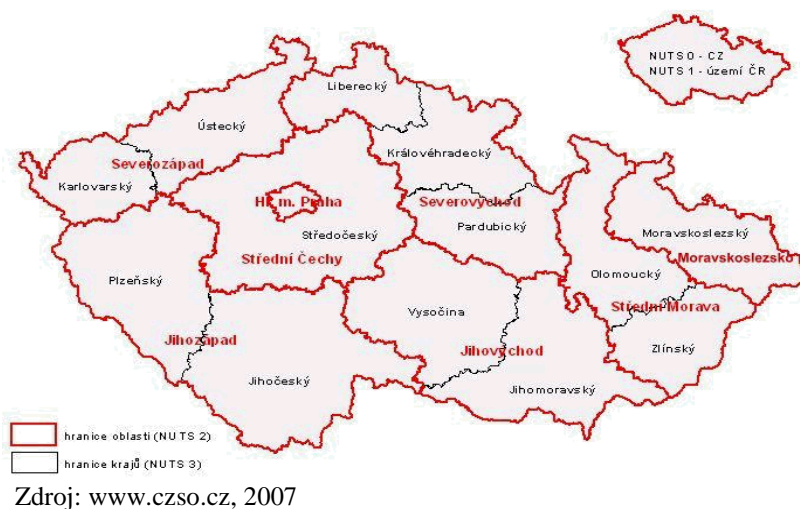 NUTS 0 - CZ
NUTS 1 - území ČR
Liberecký
Ústecký
Královéhradecký
Severozápad
Karlovarský
Hl. m. Praha
Severovýchod
Pardubický
Středočeský
Moravskoslezský
Střední Čechy
Moravskoslezsko
Plzeňský
Olomoucký
Střední Morava
Vysočina
Jihozápad
Jihovýchod
Zlínský
Jihočeský
Jihomoravský
hranice oblastí (NUTS 2)
hranice krajů (NUTS 3)
Zdroj: www.czso.cz, 2007